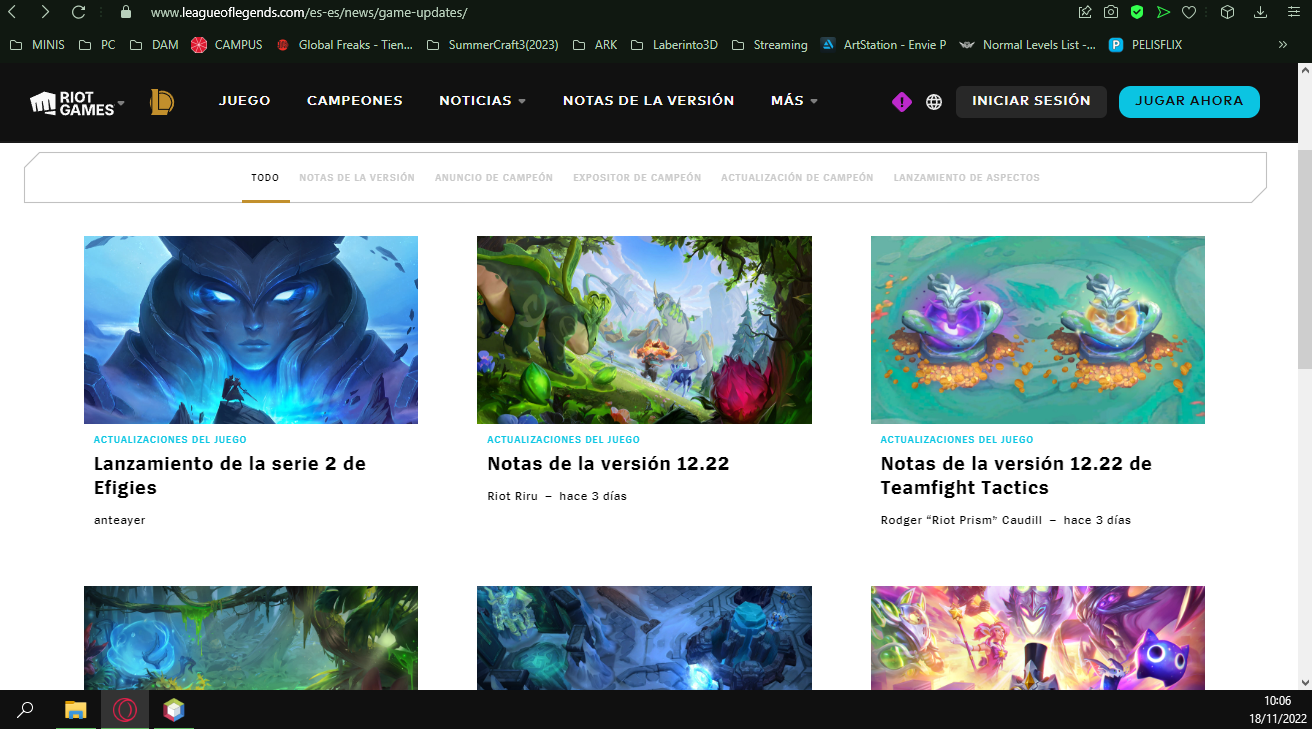 www.leagueoflegends.com/es-es/news/game-updates/
MINIS PC DAM CAMPUS Global Freaks - Tien... SummerCraft3(2023) ARK Laberinto3D Streaming ArtStation - Envie P Normal Levels List -... PELISFLIX »
RIOT
GAMES
JUEGO CAMPEONES NOTICIAS NOTAS DE LA VERSIÓN MÁS INICIAR SESIÓN JUGAR AHORA
TODO NOTAS DE LA VERSIÓN ANUNCIO DE CAMPEÓN EXPOSITOR DE CAMPEÓN ACTUALIZACIÓN DE CAMPEÓN LANZAMIENTO DE ASPECTOS
ACTUALIZACIONES DEL JUEGO
Lanzamiento de la serie 2 de
Efigies
anteayer
ACTUALIZACIONES DEL JUEGO
Notas de la versión 12.22
Riot Riru – hace 3 días
ACTUALIZACIONES DEL JUEGO
Notas de la versión 12.22 de
Teamfight Tactics
Rodger “Riot Prism” Caudill – hace 3 días
10:06
18/11/2022